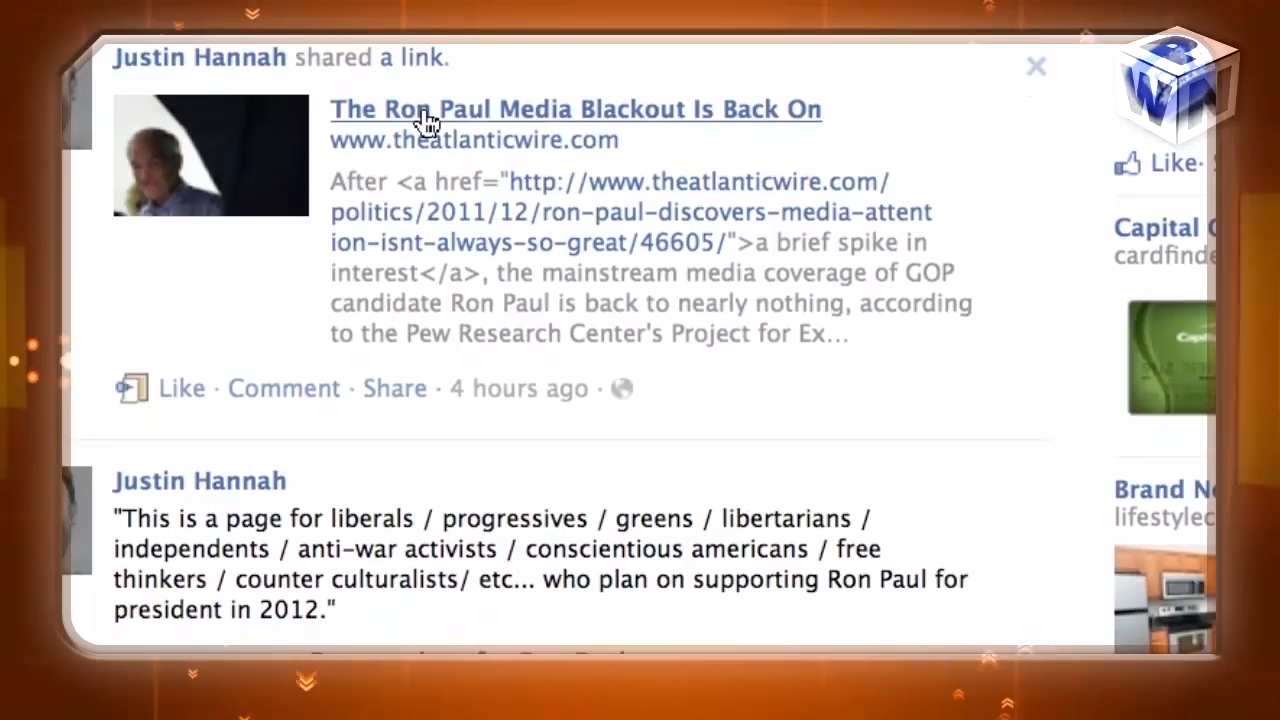 Justin Hannah shared a link.
The Ron Paul Media Blackout Is Back On
www.theatlanticwire.com
After <a href="http://www.theatlanticwire.com/
politics/2011/12/ron-paul-discovers-media-attent
ion-isnt-always-so-great/46605/">a brief spike in
interest</a>, the mainstream media coverage of GOP
candidate Ron Paul is back to nearly nothing, according
to the Pew Research Center's Project for Ex...
Like · Comment · Share · 4 hours ago ·
Justin Hannah
"This is a page for liberals / progressives / greens / libertarians /
independents / anti-war activists / conscientious americans / free
thinkers / counter culturalists/ etc... who plan on supporting Ron Paul for
president in 2012."
Like·
Capital